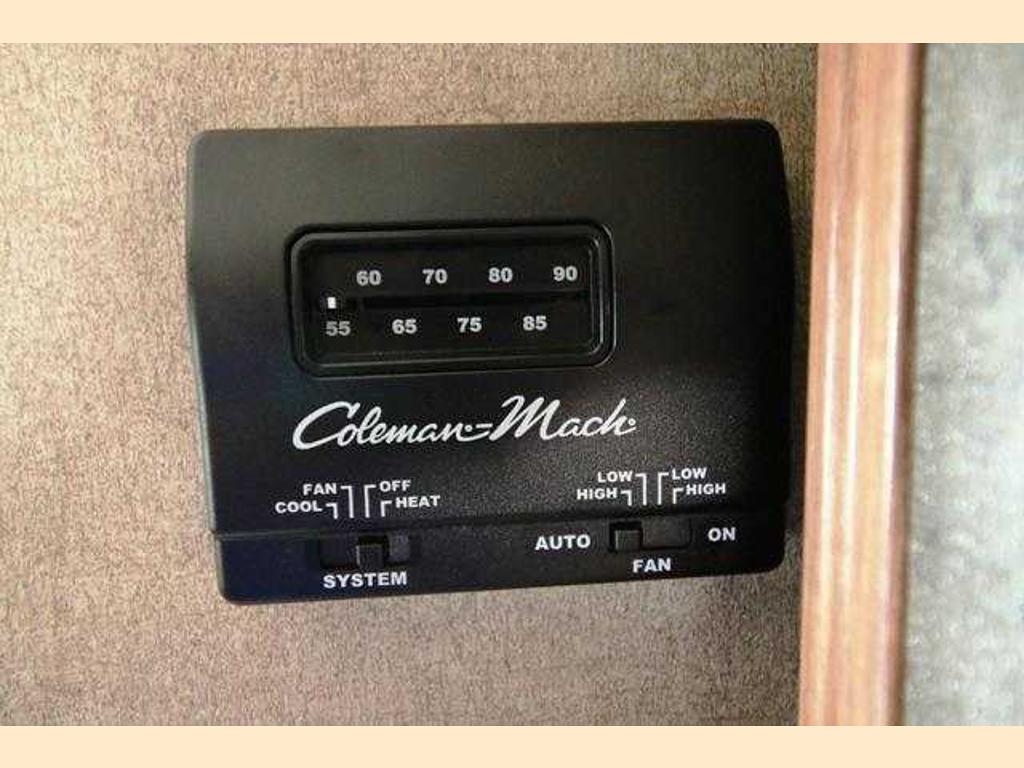 60 70 80 90
55 65 75 85
Coleman-Mach
FAN OFF
COOL HEAT
LOW LOW
HIGH HIGH
AUTO ON
SYSTEM
FAN